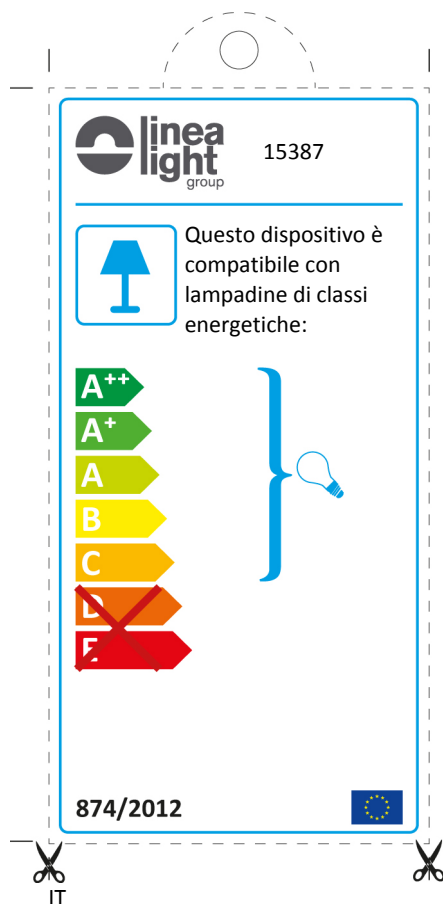 linea
light
group
15387
Questo dispositivo è
compatibile con
lampadine di classi
energetiche:
A++
A+
A
B
C
D
E
874/2012
IT